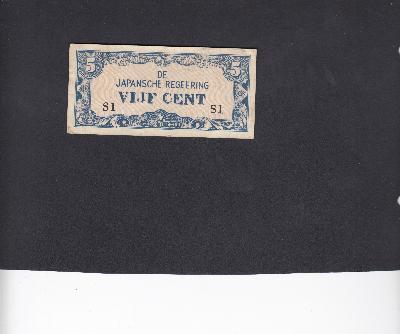 5 5
DE
JAPANSCHE REGEERING
VIJF CENT
S1 S1